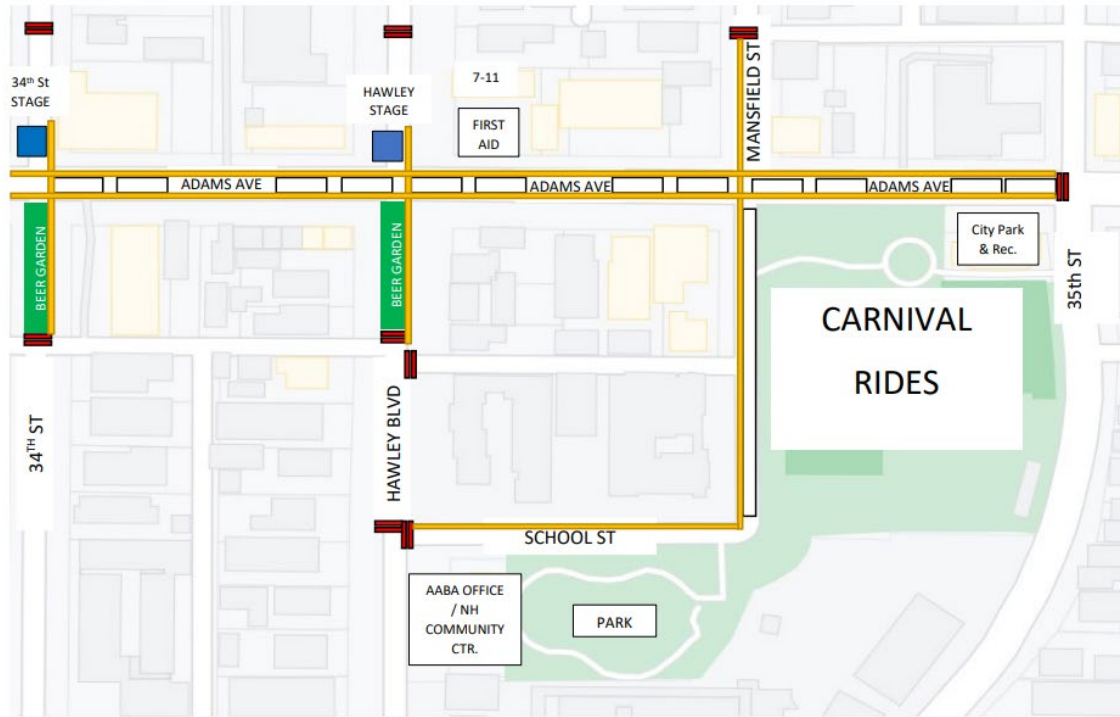 34th St
STAGE
HAWLEY
STAGE
7-11
FIRST
AID
MANSFIELD ST
ADAMS AVE
ADAMS AVE
ADAMS AVE
BEER GARDEN
BEER GARDEN
City Park
& Rec.
35th ST
CARNIVAL
RIDES
34TH ST
HAWLEY BLVD
SCHOOL ST
AABA OFFICE
/ NH
COMMUNITY
CTR.
PARK